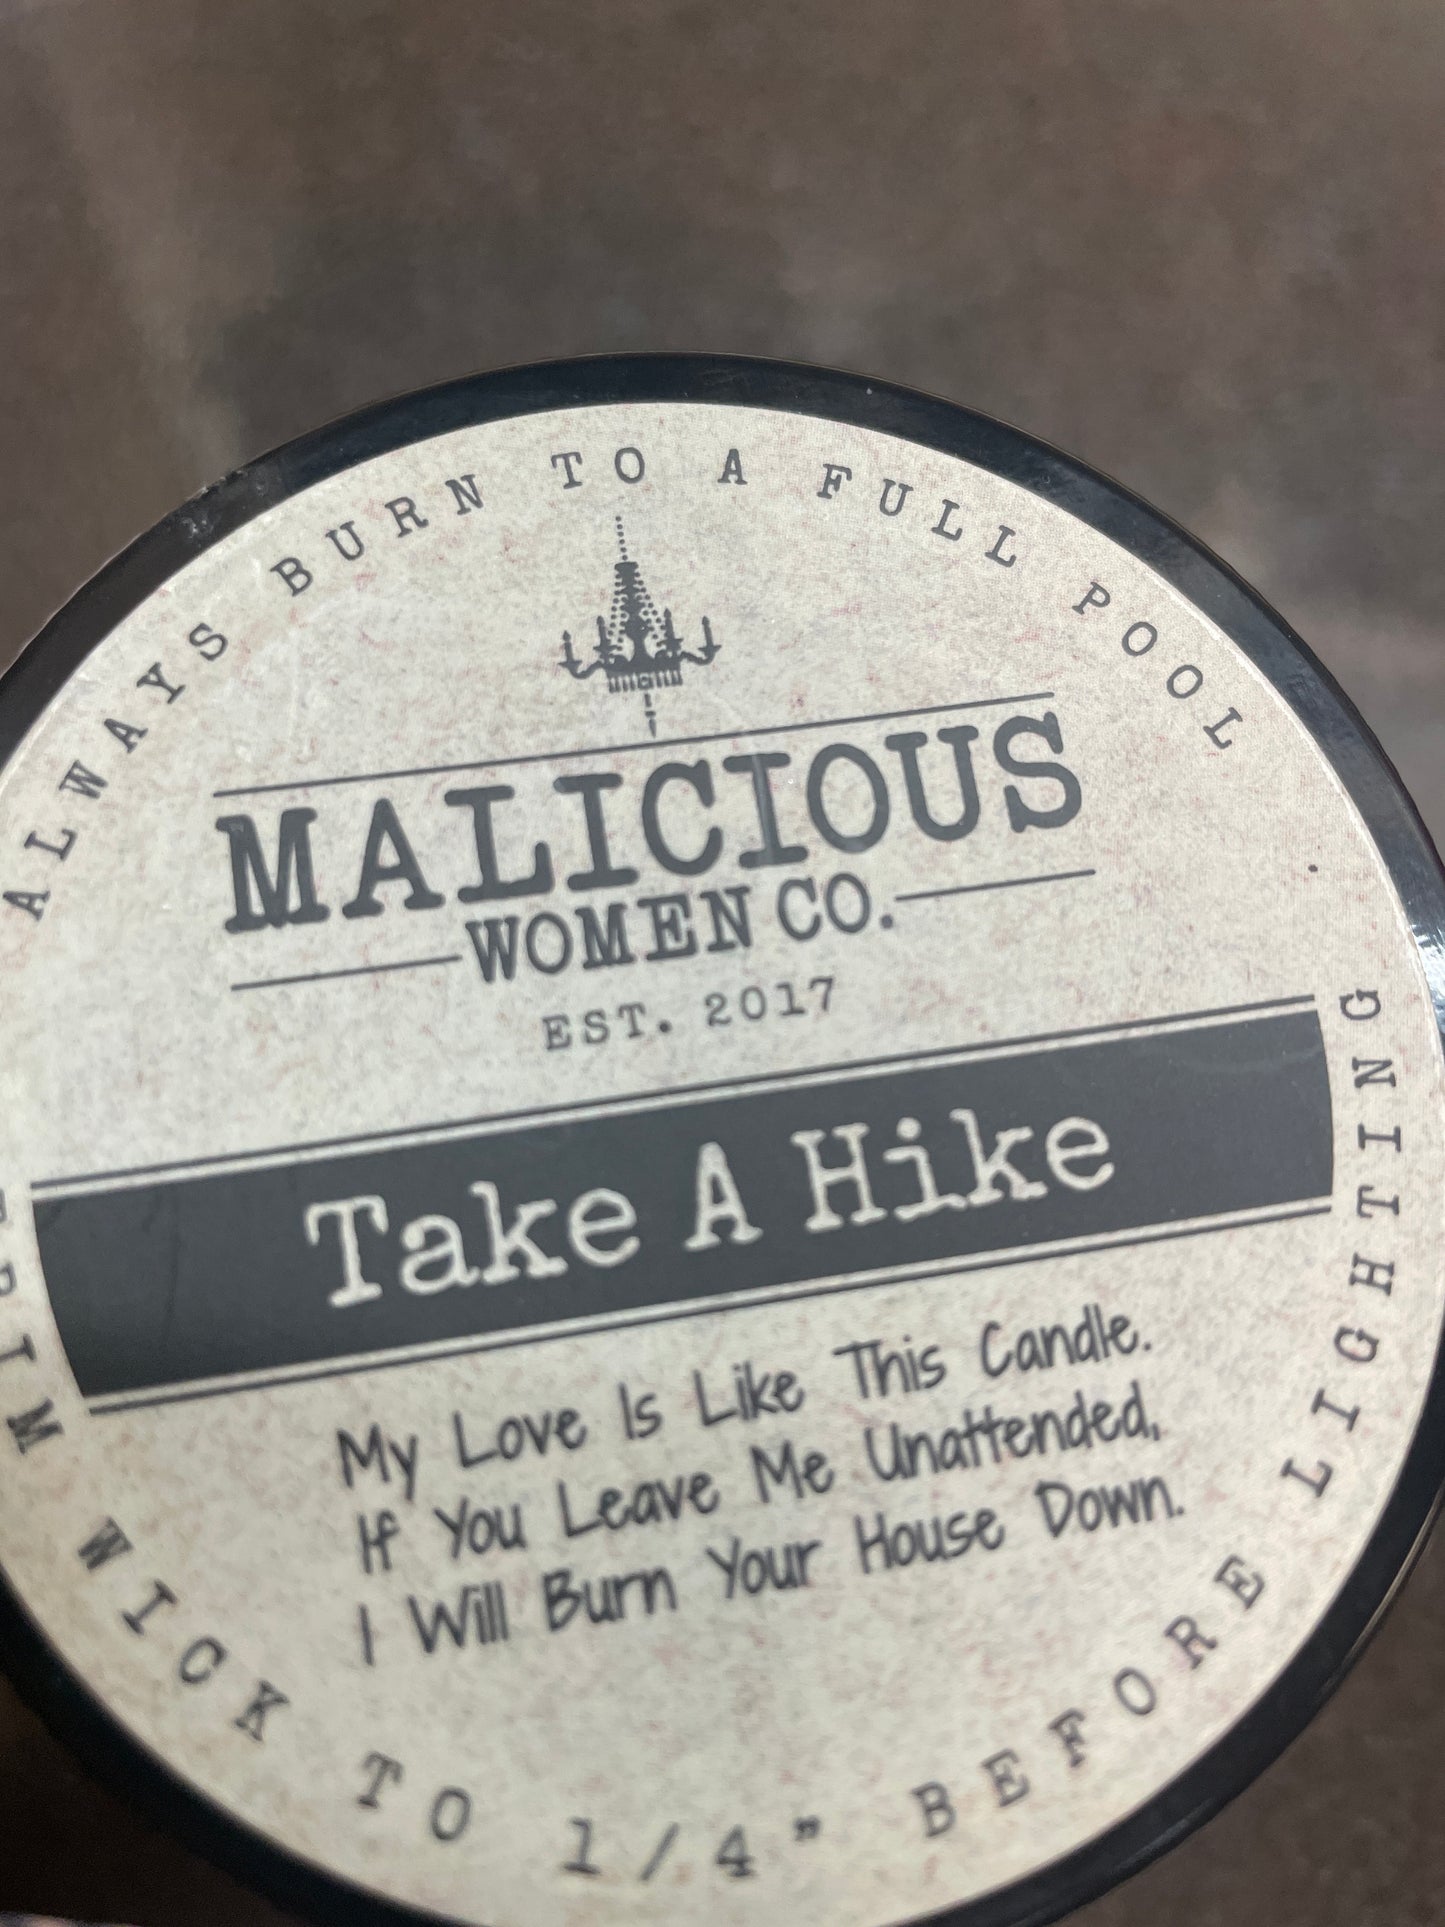 ALWAYS BURN TO A FULL POOL
MALICIOUS
WOMEN CO.
EST. 2017
Take A Hike
My Love Is Like This Candle.
If You Leave Me Unattended,
I Will Burn Your House Down.
TRIM WICK TO 1/4” BEFORE LIGHTING